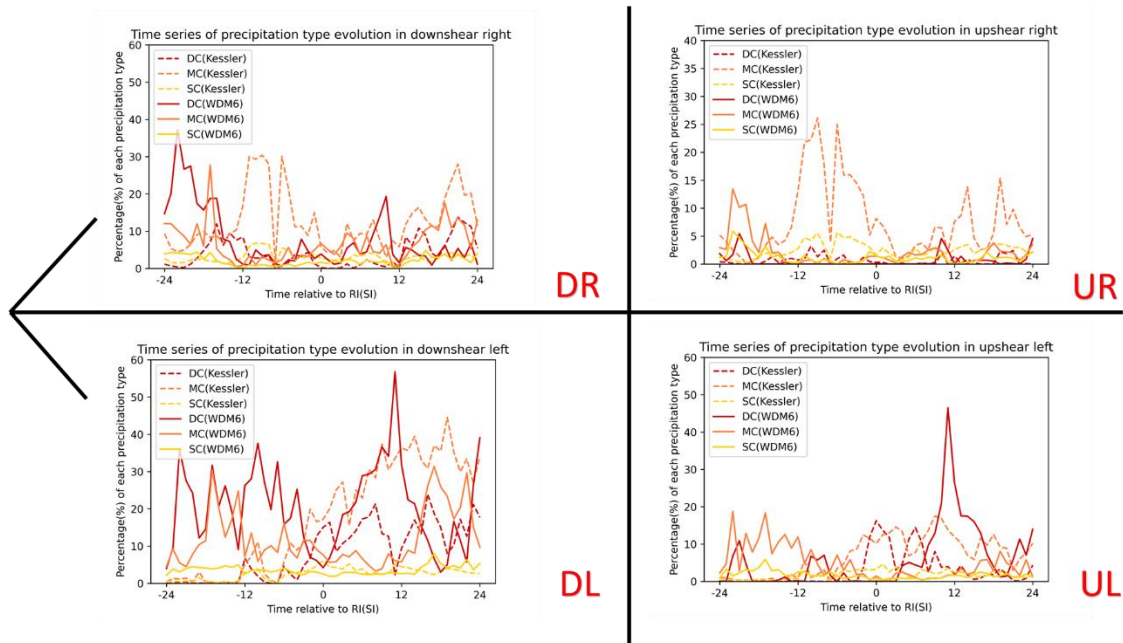 Time series of precipitation type evolution in downshear right
Percentage(%) of each precipitation type
60
50
40
30
20
10
0
DC(Kessler)
MC(Kessler)
SC(Kessler)
DC(WDM6)
MC(WDM6)
SC(WDM6)
-24 -12 0 12 24
Time relative to RI(SI)
DR
Time series of precipitation type evolution in upshear right
Percentage(%) of each precipitation type
40
35
30
25
20
15
10
5
0
DC(Kessler)
MC(Kessler)
SC(Kessler)
DC(WDM6)
MC(WDM6)
SC(WDM6)
-24 -12 0 12 24
Time relative to RI(SI)
UR
Time series of precipitation type evolution in downshear left
Percentage(%) of each precipitation type
60
50
40
30
20
10
0
DC(Kessler)
MC(Kessler)
SC(Kessler)
DC(WDM6)
MC(WDM6)
SC(WDM6)
-24 -12 0 12 24
Time relative to RI(SI)
DL
Time series of precipitation type evolution in upshear left
Percentage(%) of each precipitation type
60
50
40
30
20
10
0
DC(Kessler)
MC(Kessler)
SC(Kessler)
DC(WDM6)
MC(WDM6)
SC(WDM6)
-24 -12 0 12 24
Time relative to RI(SI)
UL